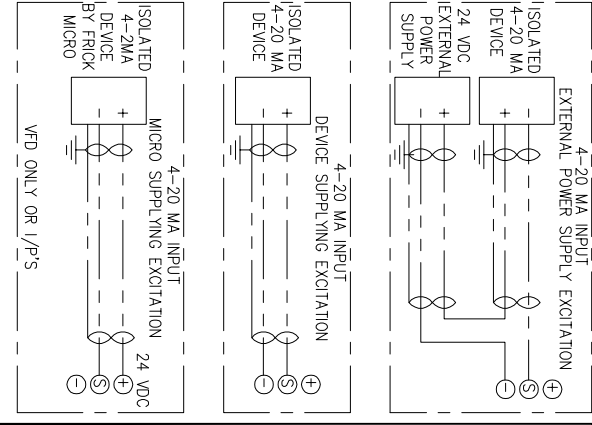 4-20 MA INPUT
EXTERNAL POWER SUPPLY EXCITATION
ISOLATED
4-20 MA
DEVICE
-
+
24 VDC
EXTERNAL
POWER
SUPPLY
+
-
+
S
-
4-20 MA INPUT
DEVICE SUPPLYING EXCITATION
ISOLATED
4-20 MA
DEVICE
+
-
+
S
-
4-20 MA INPUT
MICRO SUPPLYING EXCITATION
ISOLATED
4-2MA
DEVICE
BY FRICK
MICRO
+
-
24 VDC
+
S
-
VFD ONLY OR I/P'S